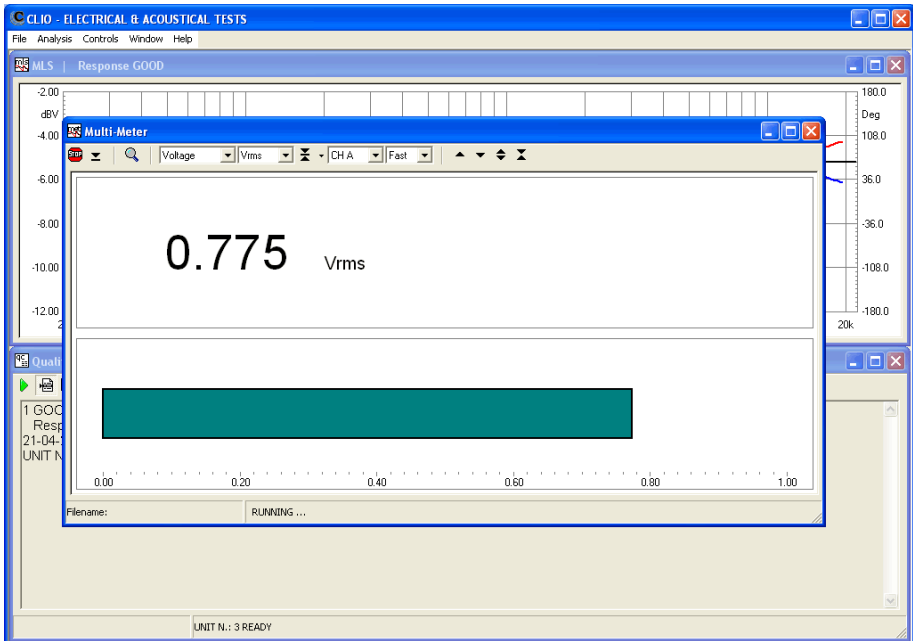 CLIO - ELECTRICAL & ACOUSTICAL TESTS
File Analysis Controls Window Help
MLS | Response GOOD
-2.00
dBV
-4.00
-6.00
-8.00
-10.00
-12.00
180.0
Deg
108.0
36.0
-36.0
-108.0
-180.0
20k
Multi-Meter
STOP
Voltage Vrms CH A Fast
0.775 Vrms
0.00 0.20 0.40 0.60 0.80 1.00
Filename: RUNNING ...
1 GOO
Resp
21-04-
UNIT N
UNIT N.: 3 READY